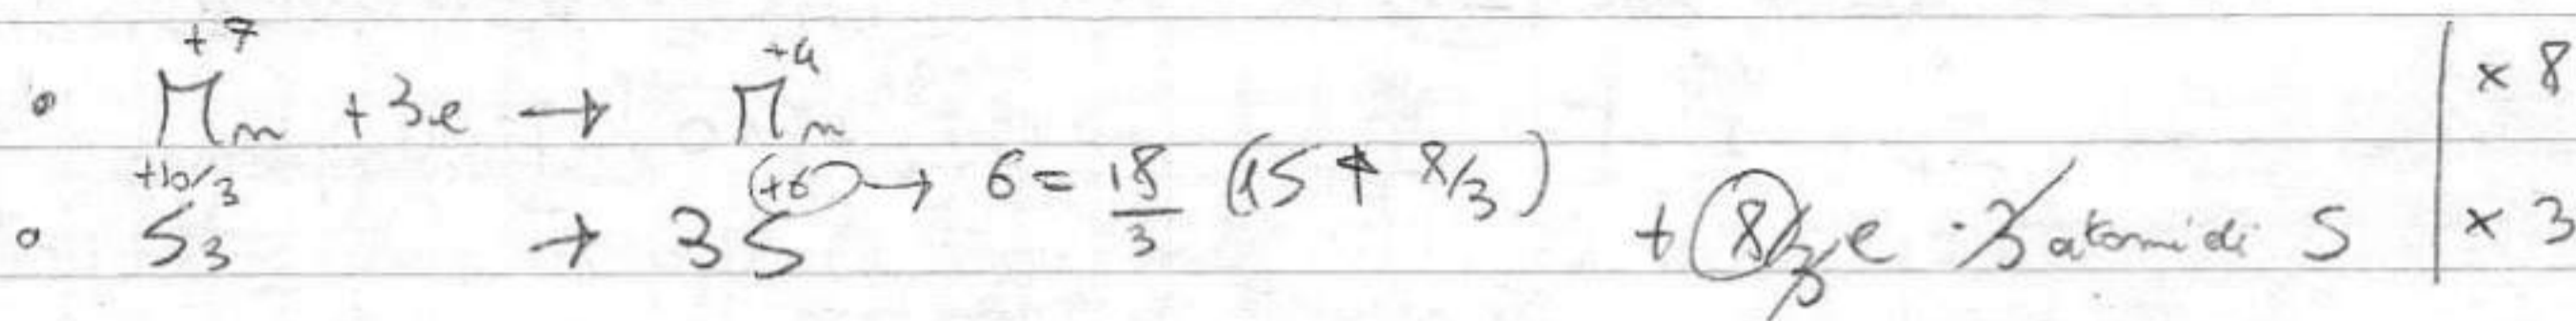 +7 +4
• Mn + 3e → Mn | x 8
+10/3 (+6) → 6 = 18/3 (1S ↑ 8/3)
• S3 → 3S + 8/3 e · 3 atomi di S | x 3